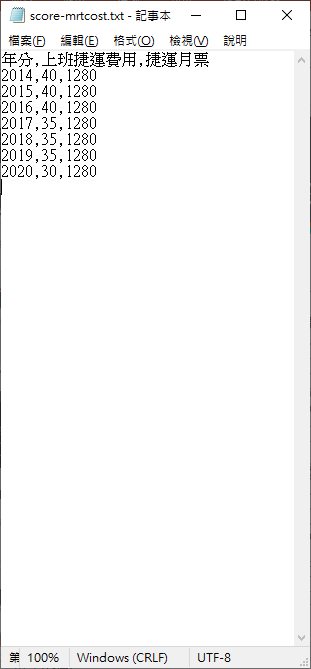 score-mrtcost.txt - 記事本
檔案(F) 編輯(E) 格式(O) 檢視(V) 說明
年分,上班捷運費用,捷運月票
2014,40,1280
2015,40,1280
2016,40,1280
2017,35,1280
2018,35,1280
2019,35,1280
2020,30,1280
第 100% Windows (CRLF) UTF-8